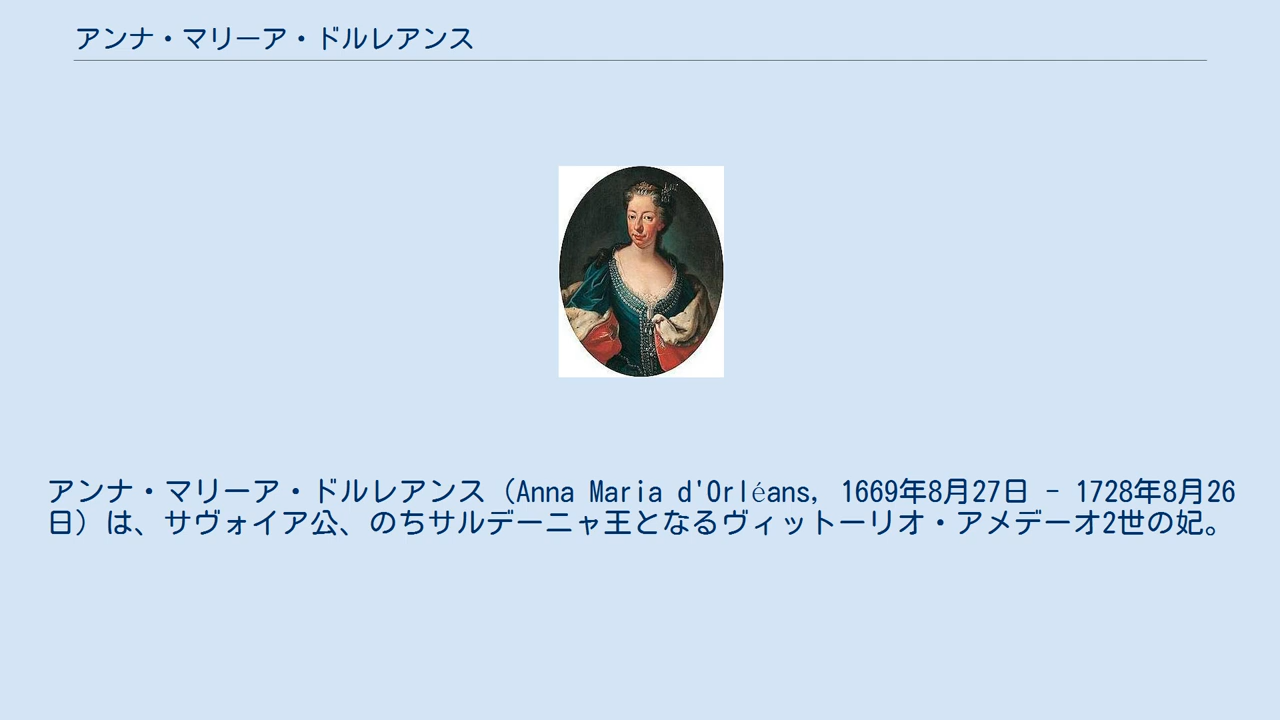 アンナ・マリーア・ドルレアンス
アンナ・マリーア・ドルレアンス（Anna Maria d'Orléans, 1669年8月27日 - 1728年8月26
日）は、サヴォイア公、のちサルデーニャ王となるヴィットーリオ・アメデーオ2世の妃。